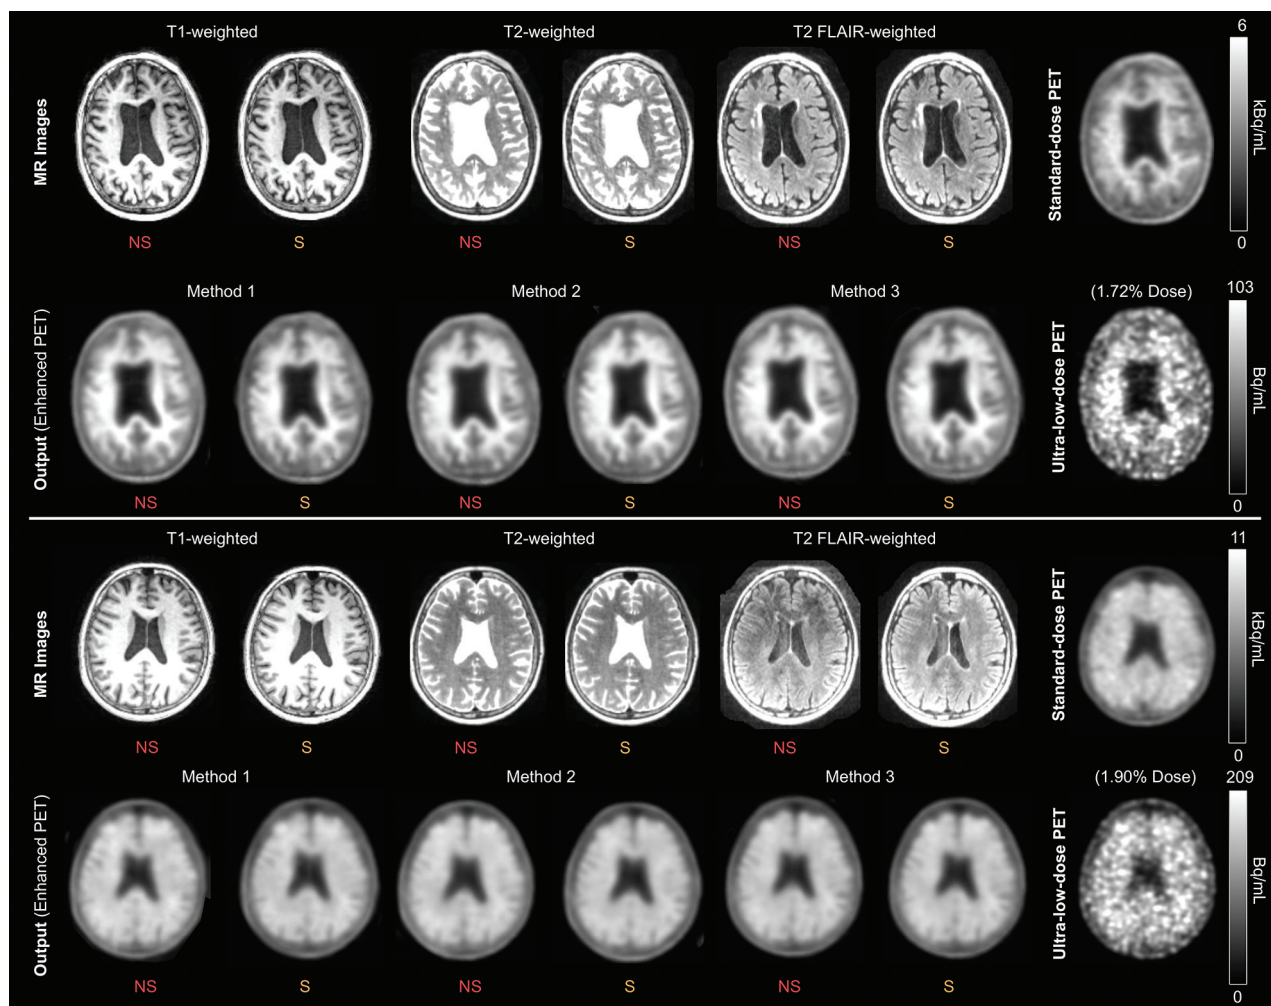 T1-weighted T2-weighted T2 FLAIR-weighted 6
MR Images
Standard-dose PET
kBq/mL
NS S NS S NS S 0
Method 1 Method 2 Method 3 (1.72% Dose) 103
Output (Enhanced PET)
Ultra-low-dose PET
Bq/mL
NS S NS S NS S 0
T1-weighted T2-weighted T2 FLAIR-weighted 11
MR Images
Standard-dose PET
kBq/mL
NS S NS S NS S 0
Method 1 Method 2 Method 3 (1.90% Dose) 209
Output (Enhanced PET)
Ultra-low-dose PET
Bq/mL
NS S NS S NS S 0